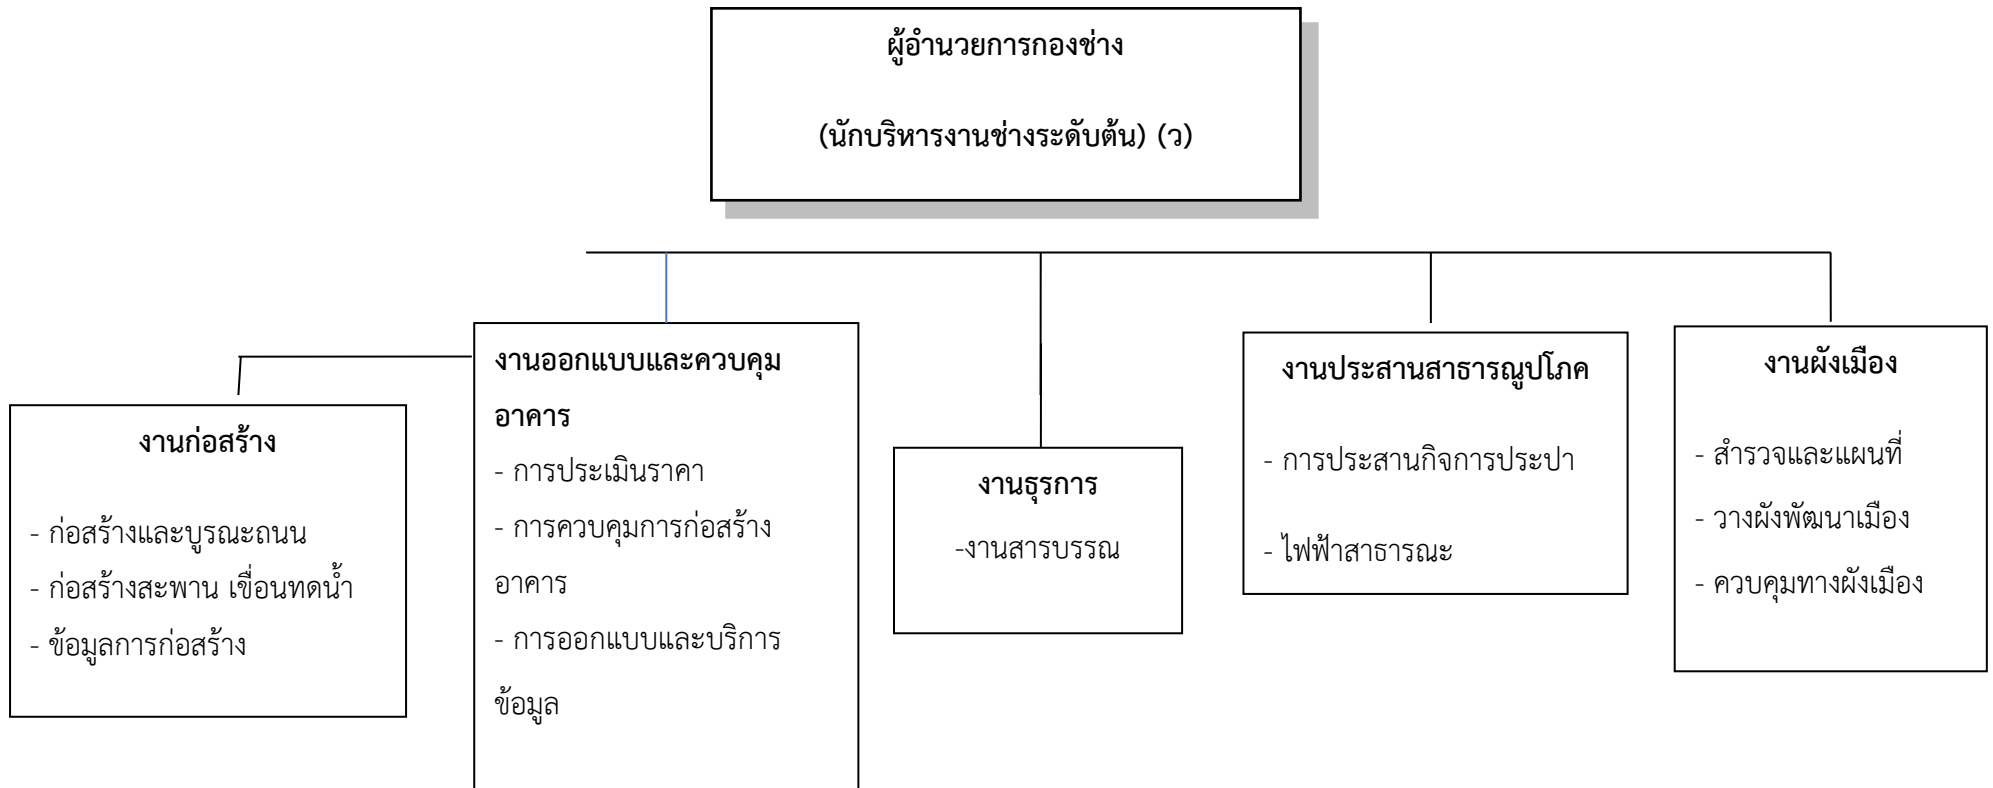 ผู้อำนวยการกองช่าง
(นักบริหารงานช่างระดับต้น) (ว)
งานก่อสร้าง
- ก่อสร้างและบูรณะถนน
- ก่อสร้างสะพาน เขื่อนทดน้ำ
- ข้อมูลการก่อสร้าง
งานออกแบบและควบคุม
อาคาร
- การประเมินราคา
- การควบคุมการก่อสร้าง
อาคาร
- การออกแบบและบริการ
ข้อมูล
งานธุรการ
-งานสารบรรณ
งานประสานสาธารณูปโภค
- การประสานกิจการประปา
- ไฟฟ้าสาธารณะ
งานผังเมือง
- สำรวจและแผนที่
- วางผังพัฒนาเมือง
- ควบคุมทางผังเมือง